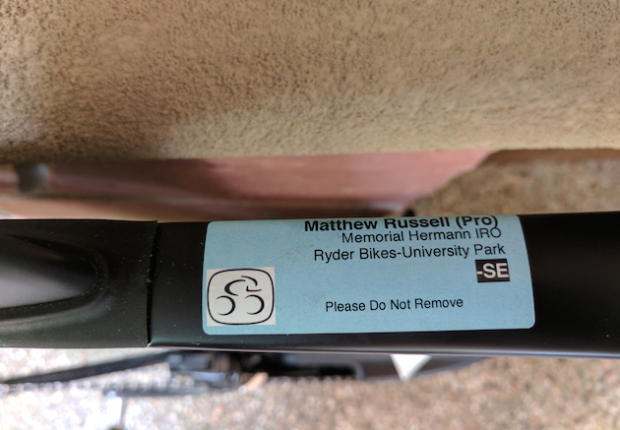 Matthew Russell (Pro)
Memorial Hermann IRO
Ryder Bikes-University Park
-SE
Please Do Not Remove